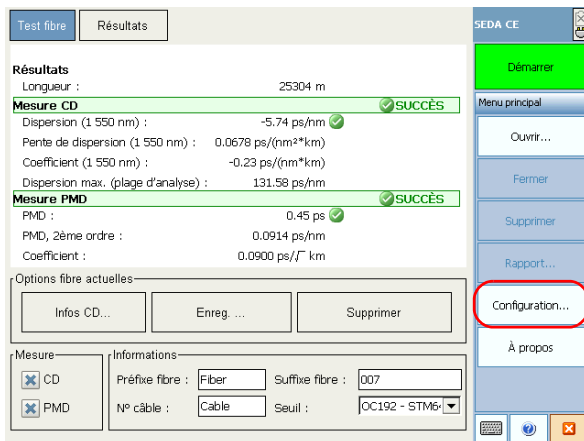 Test fibre
Résultats
SEDA CE
Résultats
Longueur : 25304 m
Mesure CD SUCCÈS
Dispersion (1 550 nm) : -5.74 ps/nm
Pente de dispersion (1 550 nm) : 0.0678 ps/(nm²*km)
Coefficient (1 550 nm) : -0.23 ps/(nm*km)
Dispersion max. (plage d'analyse) : 131.58 ps/nm
Mesure PMD SUCCÈS
PMD : 0.45 ps
PMD, 2ème ordre : 0.0914 ps/nm
Coefficient : 0.0900 ps/√ km
Options fibre actuelles
Infos CD...
Enreg. ...
Supprimer
Mesure
CD
PMD
Informations
Préfixe fibre : Fiber
Suffixe fibre : 007
Nº câble : Cable
Seuil : OC192 - STM6
Démarrer
Menu principal
Ouvrir...
Fermer
Supprimer
Rapport...
Configuration...
À propos